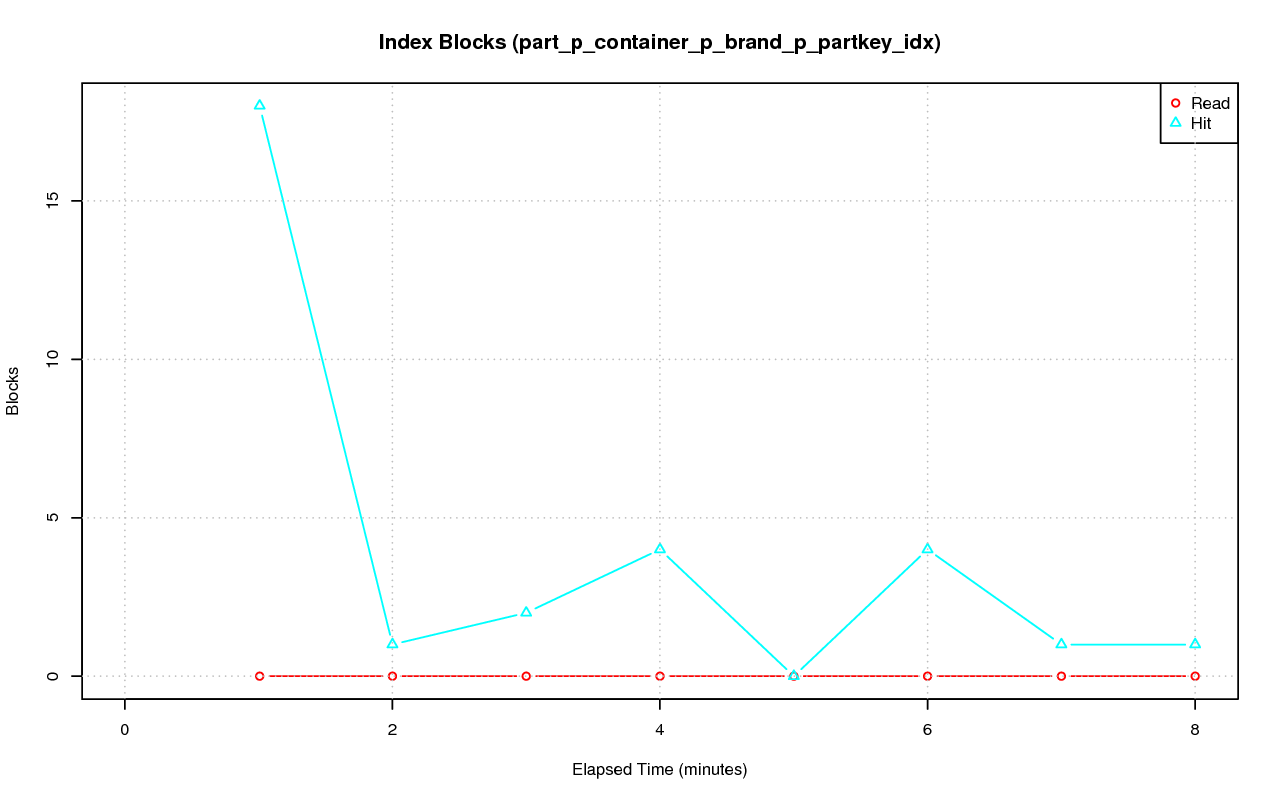 Index Blocks (part_p_container_p_brand_p_partkey_idx)
Read
Hit
15
10
5
0
Blocks
0 2 4 6 8
Elapsed Time (minutes)